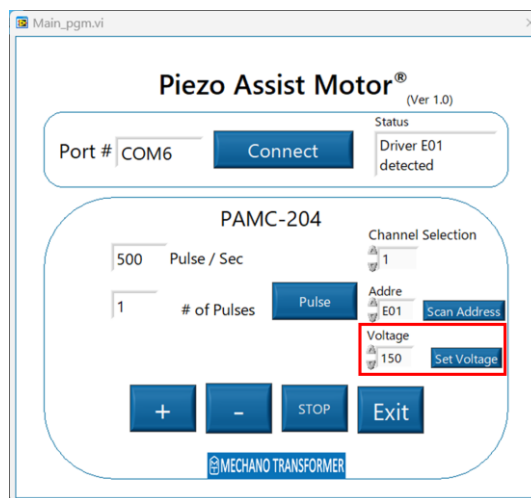 Main_pgm.vi
Piezo Assist Motor®
(Ver 1.0)
Status
Port # COM6 Connect Driver E01
detected
PAMC-204
Channel Selection
500 Pulse / Sec 1
1 # of Pulses Pulse Addre
E01 Scan Address
Voltage
150 Set Voltage
+ - STOP Exit
MECHANO TRANSFORMER